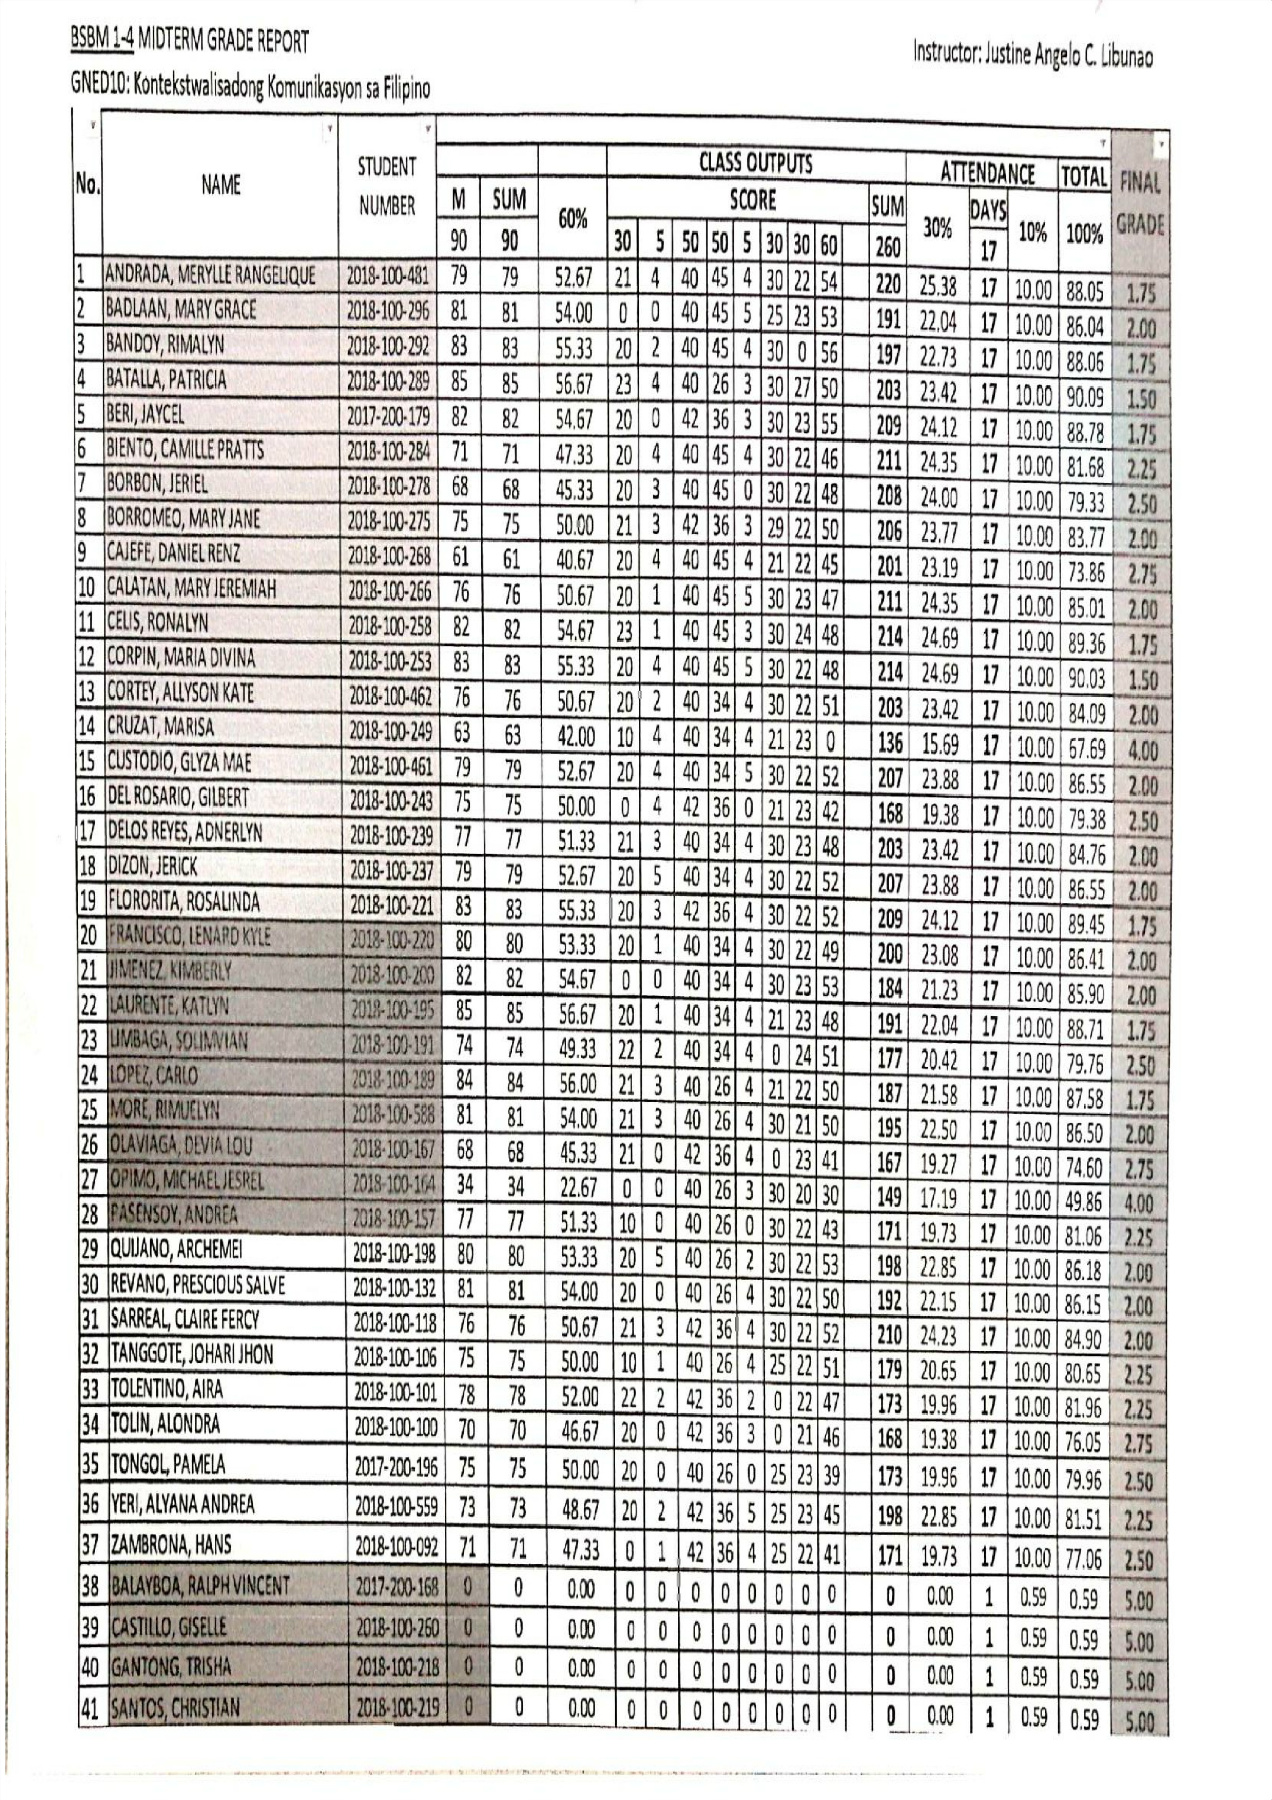 BSBM 1-4 MIDTERM GRADE REPORT
Instructor: Justine Angelo C. Libunao
GNED10: Kontekstwalisadong Komunikasyon sa Filipino
No. NAME STUDENT NUMBER M SUM 60% CLASS OUTPUTS ATTENDANCE TOTAL FINAL GRADE
SCORE SUM 30% DAYS 10% 100%
90 90 30 5 50 50 5 30 30 60 260 17
1 ANDRADA, MERYLLE RANGELIQUE 2018-100-481 79 79 52.67 21 4 40 45 4 30 22 54 220 25.38 17 10.00 88.05 1.75
2 BADLAAN, MARY GRACE 2018-100-296 81 81 54.00 0 0 40 45 5 25 23 53 191 22.04 17 10.00 86.04 2.00
3 BANDOY, RIMALYN 2018-100-292 83 83 55.33 20 2 40 45 4 30 0 56 197 22.73 17 10.00 88.06 1.75
4 BATALLA, PATRICIA 2018-100-289 85 85 56.67 23 4 40 26 3 30 27 50 203 23.42 17 10.00 90.09 1.50
5 BERI, JAYCEL 2017-200-179 82 82 54.67 20 0 42 36 3 30 23 55 209 24.12 17 10.00 88.78 1.75
6 BIENTO, CAMILLE PRATTS 2018-100-284 71 71 47.33 20 4 40 45 4 30 22 46 211 24.35 17 10.00 81.68 2.25
7 BORBON, JERIEL 2018-100-278 68 68 45.33 20 3 40 45 0 30 22 48 208 24.00 17 10.00 79.33 2.50
8 BORROMEO, MARY JANE 2018-100-275 75 75 50.00 21 3 42 36 3 29 22 50 206 23.77 17 10.00 83.77 2.00
9 CAJEFE, DANIEL RENZ 2018-100-268 61 61 40.67 20 4 40 45 4 21 22 45 201 23.19 17 10.00 73.86 2.75
10 CALATAN, MARY JEREMIAH 2018-100-266 76 76 50.67 20 1 40 45 5 30 23 47 211 24.35 17 10.00 85.01 2.00
11 CELIS, RONALYN 2018-100-258 82 82 54.67 23 1 40 45 3 30 24 48 214 24.69 17 10.00 89.36 1.75
12 CORPIN, MARIA DIVINA 2018-100-253 83 83 55.33 20 4 40 45 5 30 22 48 214 24.69 17 10.00 90.03 1.50
13 CORTEY, ALLYSON KATE 2018-100-462 76 76 50.67 20 2 40 34 4 30 22 51 203 23.42 17 10.00 84.09 2.00
14 CRUZAT, MARISA 2018-100-249 63 63 42.00 10 4 40 34 4 21 23 0 136 15.69 17 10.00 67.69 4.00
15 CUSTODIO, GLYZA MAE 2018-100-461 79 79 52.67 20 4 40 34 5 30 22 52 207 23.88 17 10.00 86.55 2.00
16 DEL ROSARIO, GILBERT 2018-100-243 75 75 50.00 0 4 42 36 0 21 23 42 168 19.38 17 10.00 79.38 2.50
17 DELOS REYES, ADNERLYN 2018-100-239 77 77 51.33 21 3 40 34 4 30 23 48 203 23.42 17 10.00 84.76 2.00
18 DIZON, JERICK 2018-100-237 79 79 52.67 20 5 40 34 4 30 22 52 207 23.88 17 10.00 86.55 2.00
19 FLORORITA, ROSALINDA 2018-100-221 83 83 55.33 20 3 42 36 4 30 22 52 209 24.12 17 10.00 89.45 1.75
20 FRANCISCO, LENARD KYLE 2018-100-220 80 80 53.33 20 1 40 34 4 30 22 49 200 23.08 17 10.00 86.41 2.00
21 JIMENEZ, KIMBERLY 2018-100-200 82 82 54.67 0 0 40 34 4 30 23 53 184 21.23 17 10.00 85.90 2.00
22 LAURENTE, KATLYN 2018-100-195 85 85 56.67 20 1 40 34 4 21 23 48 191 22.04 17 10.00 88.71 1.75
23 LIMBAGA, SOLIMVIAN 2018-100-191 74 74 49.33 22 2 40 34 4 0 24 51 177 20.42 17 10.00 79.76 2.50
24 LOPEZ, CARLO 2018-100-189 84 84 56.00 21 3 40 26 4 21 22 50 187 21.58 17 10.00 87.58 1.75
25 MORE, RIMUELYN 2018-100-588 81 81 54.00 21 3 40 26 4 30 21 50 195 22.50 17 10.00 86.50 2.00
26 OLAVIAGA, DEVIA LOU 2018-100-167 68 68 45.33 21 0 42 36 4 0 23 41 167 19.27 17 10.00 74.60 2.75
27 OPIMO, MICHAEL JESREL 2018-100-164 34 34 22.67 0 0 40 26 3 30 20 30 149 17.19 17 10.00 49.86 4.00
28 PASENSOY, ANDREA 2018-100-157 77 77 51.33 10 0 40 26 0 30 22 43 171 19.73 17 10.00 81.06 2.25
29 QUIJANO, ARCHEMEI 2018-100-198 80 80 53.33 20 5 40 26 2 30 22 53 198 22.85 17 10.00 86.18 2.00
30 REVANO, PRESCIOUS SALVE 2018-100-132 81 81 54.00 20 0 40 26 4 30 22 50 192 22.15 17 10.00 86.15 2.00
31 SARREAL, CLAIRE FERCY 2018-100-118 76 76 50.67 21 3 42 36 4 30 22 52 210 24.23 17 10.00 84.90 2.00
32 TANGGOTE, JOHARI JHON 2018-100-106 75 75 50.00 10 1 40 26 4 25 22 51 179 20.65 17 10.00 80.65 2.25
33 TOLENTINO, AIRA 2018-100-101 78 78 52.00 22 2 42 36 2 0 22 47 173 19.96 17 10.00 81.96 2.25
34 TOLIN, ALONDRA 2018-100-100 70 70 46.67 20 0 42 36 3 0 21 46 168 19.38 17 10.00 76.05 2.75
35 TONGOL, PAMELA 2017-200-196 75 75 50.00 20 0 40 26 0 25 23 39 173 19.96 17 10.00 79.96 2.50
36 YERI, ALYANA ANDREA 2018-100-559 73 73 48.67 20 2 42 36 5 25 23 45 198 22.85 17 10.00 81.51 2.25
37 ZAMBRONA, HANS 2018-100-092 71 71 47.33 0 1 42 36 4 25 22 41 171 19.73 17 10.00 77.06 2.50
38 BALAYBOA, RALPH VINCENT 2017-200-168 0 0 0.00 0 0 0 0 0 0 0 0 0 0.00 1 0.59 0.59 5.00
39 CASTILLO, GISELLE 2018-100-260 0 0 0.00 0 0 0 0 0 0 0 0 0 0.00 1 0.59 0.59 5.00
40 GANTONG, TRISHA 2018-100-218 0 0 0.00 0 0 0 0 0 0 0 0 0 0.00 1 0.59 0.59 5.00
41 SANTOS, CHRISTIAN 2018-100-219 0 0 0.00 0 0 0 0 0 0 0 0 0 0.00 1 0.59 0.59 5.00